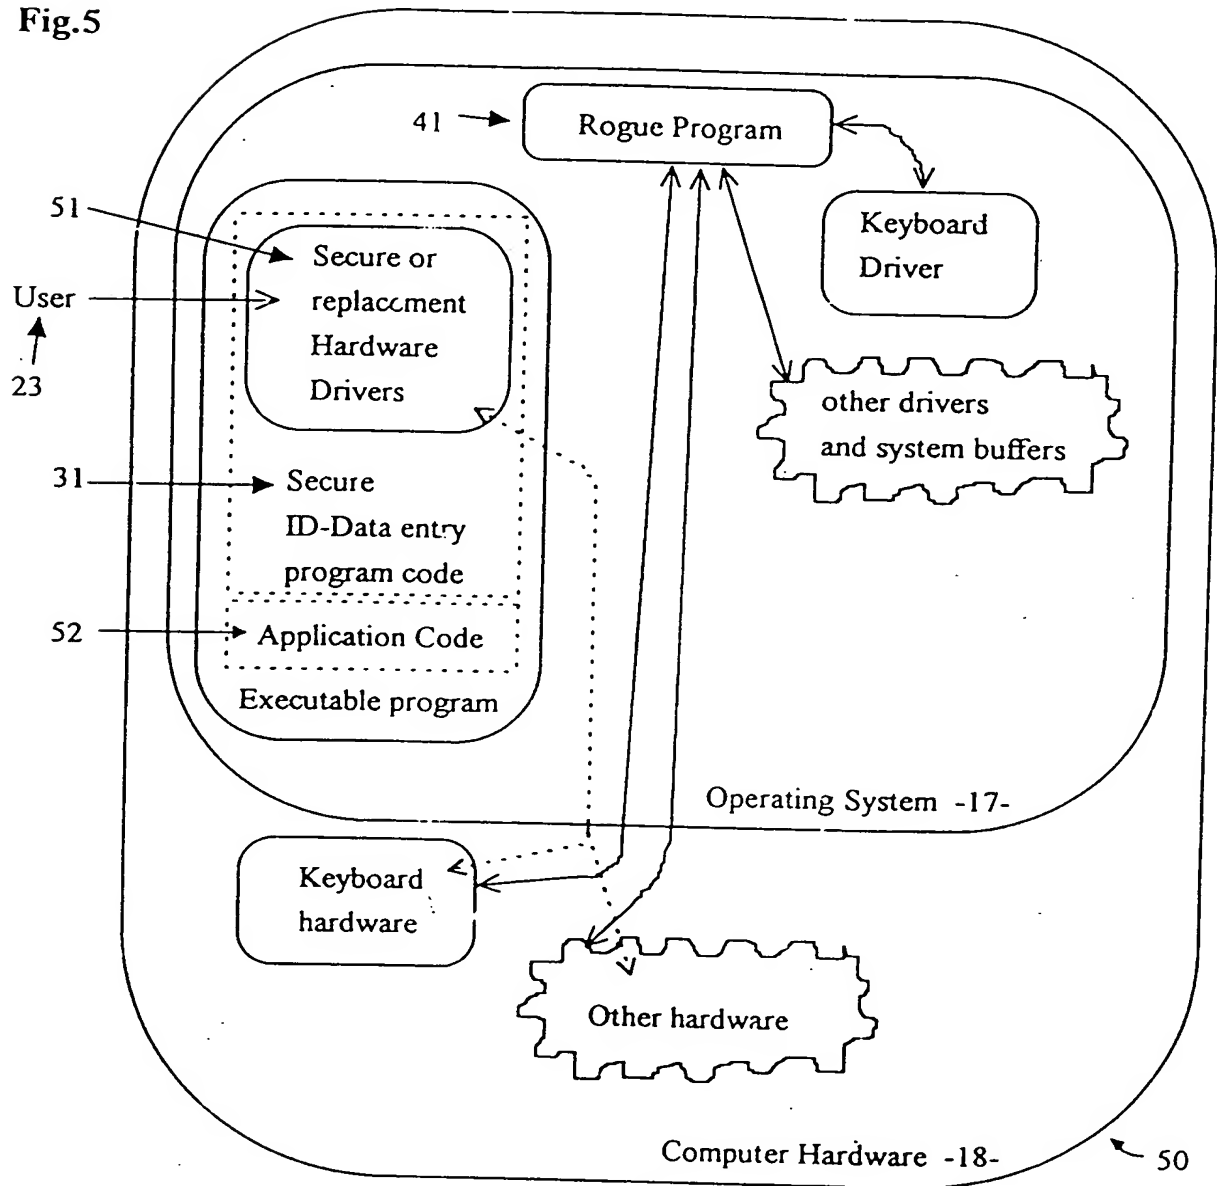 Fig.5
41
Rogue Program
51
Secure or
replacement
Hardware
Drivers
Keyboard
Driver
User
23
other drivers
and system buffers
31
Secure
ID-Data entry
program code
52
Application Code
Executable program
Operating System -17-
Keyboard
hardware
Other hardware
Computer Hardware -18-
50